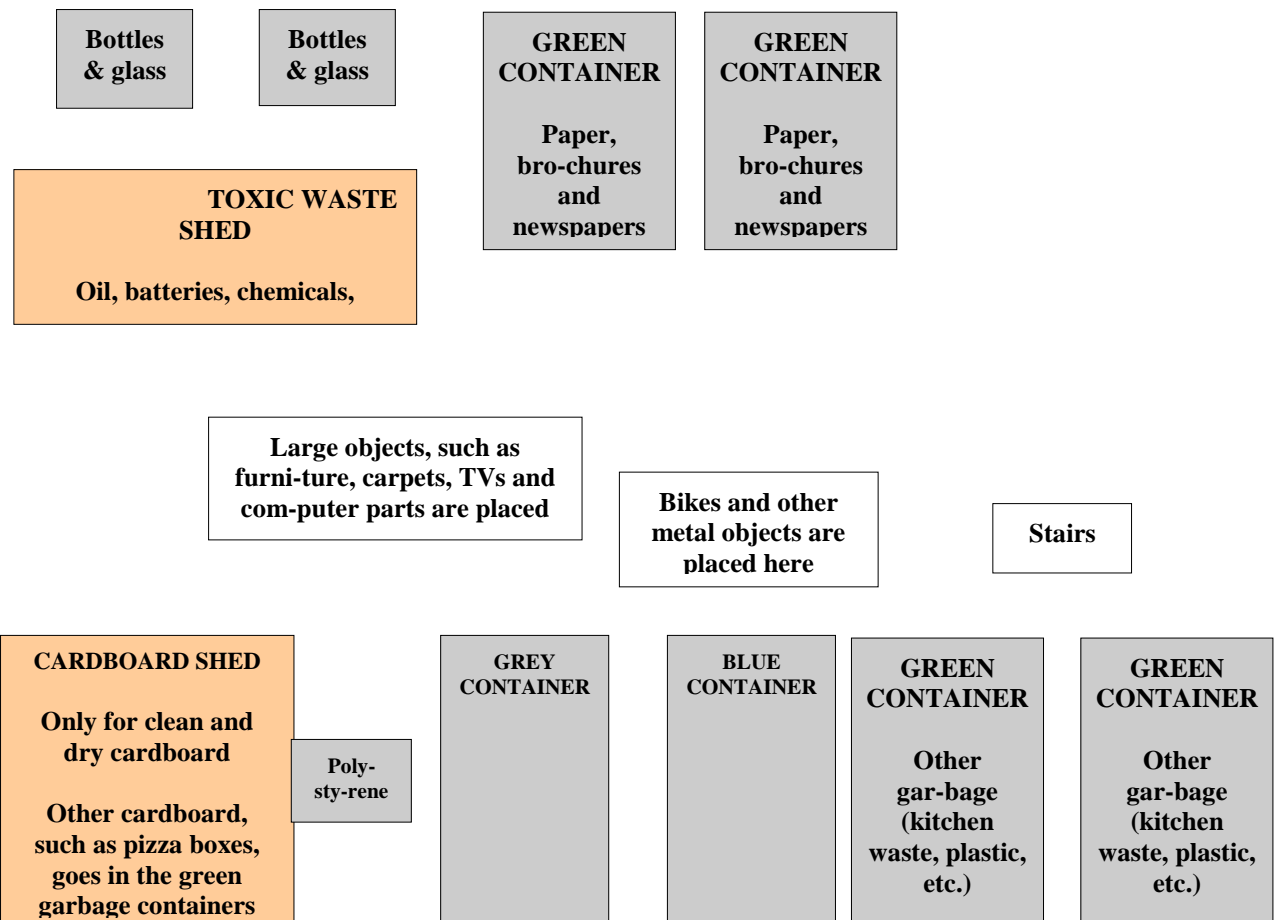 Bottles
& glass
Bottles
& glass
GREEN
CONTAINER
Paper,
bro-chures
and
newspapers
GREEN
CONTAINER
Paper,
bro-chures
and
newspapers
TOXIC WASTE
SHED
Oil, batteries, chemicals,
Large objects, such as
furni-ture, carpets, TVs and
com-puter parts are placed
Bikes and other
metal objects are
placed here
Stairs
CARDBOARD SHED
Only for clean and
dry cardboard
Other cardboard,
such as pizza boxes,
goes in the green
garbage containers
Poly-
sty-rene
GREY
CONTAINER
BLUE
CONTAINER
GREEN
CONTAINER
Other
gar-bage
(kitchen
waste, plastic,
etc.)
GREEN
CONTAINER
Other
gar-bage
(kitchen
waste, plastic,
etc.)